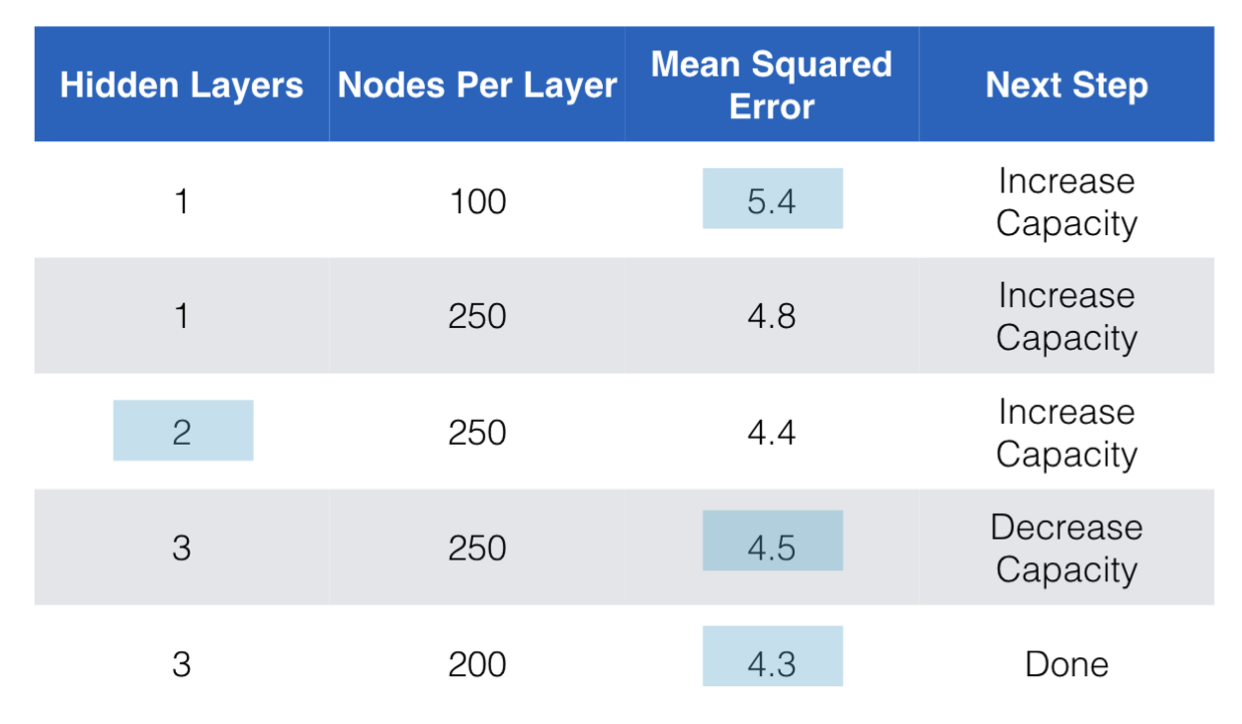 Hidden Layers Nodes Per Layer Mean Squared Error Next Step
1 100 5.4 Increase Capacity
1 250 4.8 Increase Capacity
2 250 4.4 Increase Capacity
3 250 4.5 Decrease Capacity
3 200 4.3 Done